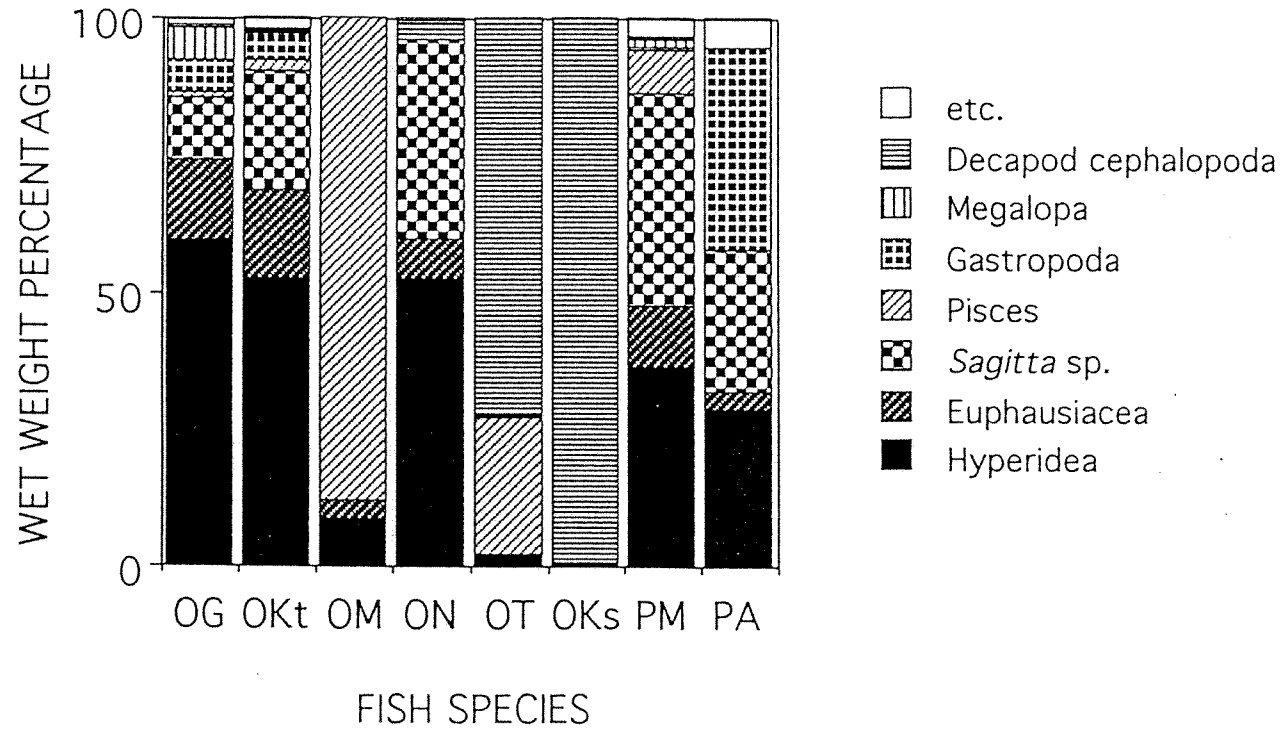 100
50
0
WET WEIGHT PERCENTAGE
OG OKt OM ON OT OKs PM PA
FISH SPECIES
etc.
Decapod cephalopoda
Megalopa
Gastropoda
Pisces
Sagitta sp.
Euphausiacea
Hyperidea